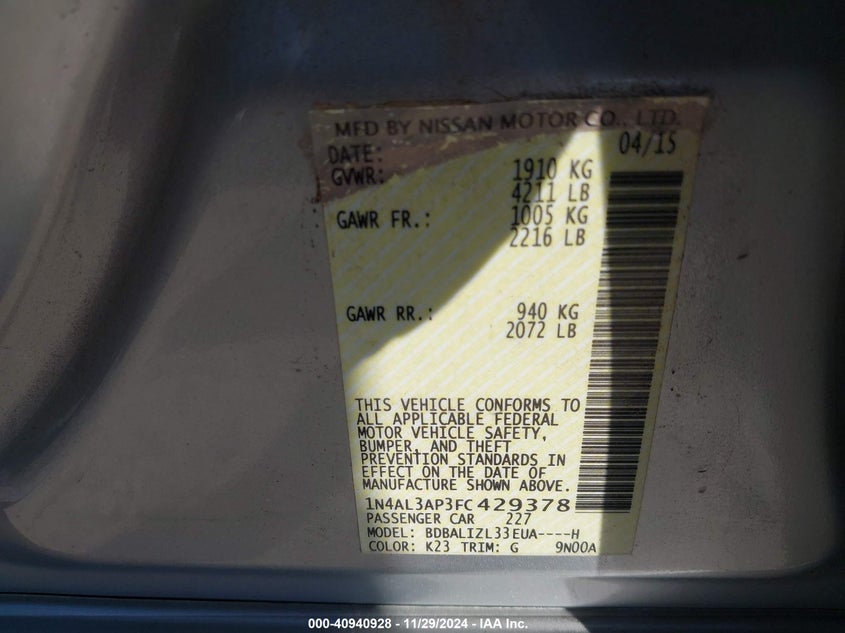 MFD BY NISSAN MOTOR CO., LTD.
DATE: 04/15
GVWR: 1910 KG
4211 LB
GAWR FR.: 1005 KG
2216 LB
GAWR RR.: 940 KG
2072 LB
THIS VEHICLE CONFORMS TO
ALL APPLICABLE FEDERAL
MOTOR VEHICLE SAFETY,
BUMPER, AND THEFT
PREVENTION STANDARDS IN
EFFECT ON THE DATE OF
MANUFACTURE SHOWN ABOVE.
1N4AL3AP3FC429378
PASSENGER CAR 227
MODEL: BDBALIZL33EUA----H
COLOR: K23 TRIM: G 9N00A
000-40940928 - 11/29/2024 - IAA Inc.